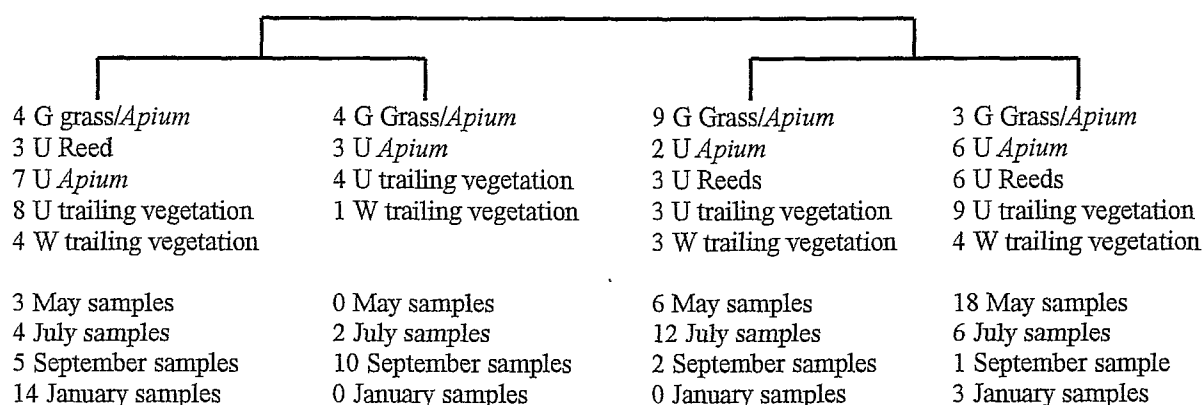 4 G grass/Apium
3 U Reed
7 U Apium
8 U trailing vegetation
4 W trailing vegetation
3 May samples
4 July samples
5 September samples
14 January samples
4 G Grass/Apium
3 U Apium
4 U trailing vegetation
1 W trailing vegetation
0 May samples
2 July samples
10 September samples
0 January samples
9 G Grass/Apium
2 U Apium
3 U Reeds
3 U trailing vegetation
3 W trailing vegetation
6 May samples
12 July samples
2 September samples
0 January samples
3 G Grass/Apium
6 U Apium
6 U Reeds
9 U trailing vegetation
4 W trailing vegetation
18 May samples
6 July samples
1 September sample
3 January samples